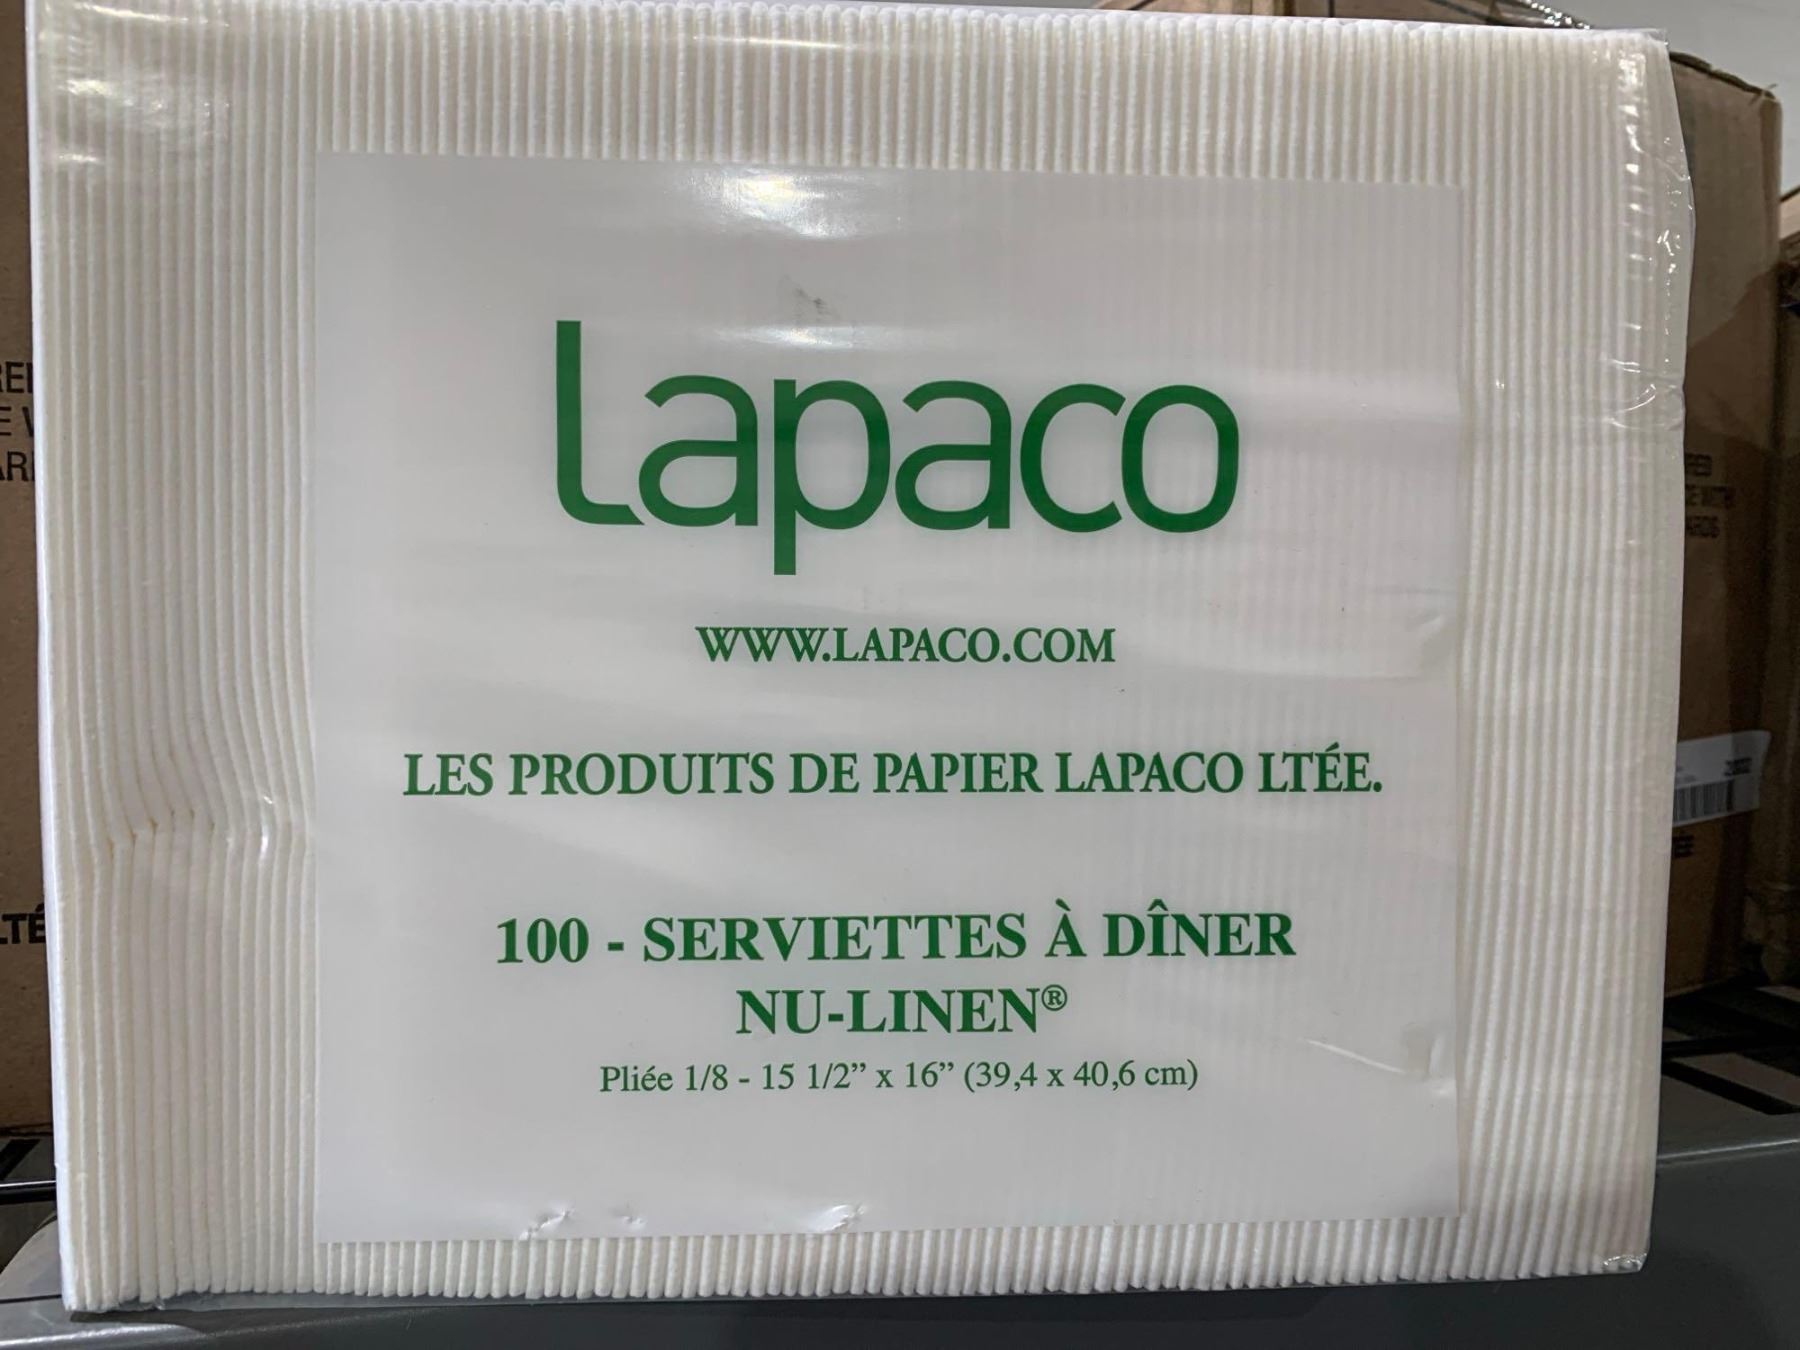 Lapaco
WWW.LAPACO.COM
LES PRODUITS DE PAPIER LAPACO LTÉE.
100 - SERVIETTES À DÎNER
NU-LINEN®
Pliée 1/8 - 15 1/2” x 16” (39,4 x 40,6 cm)